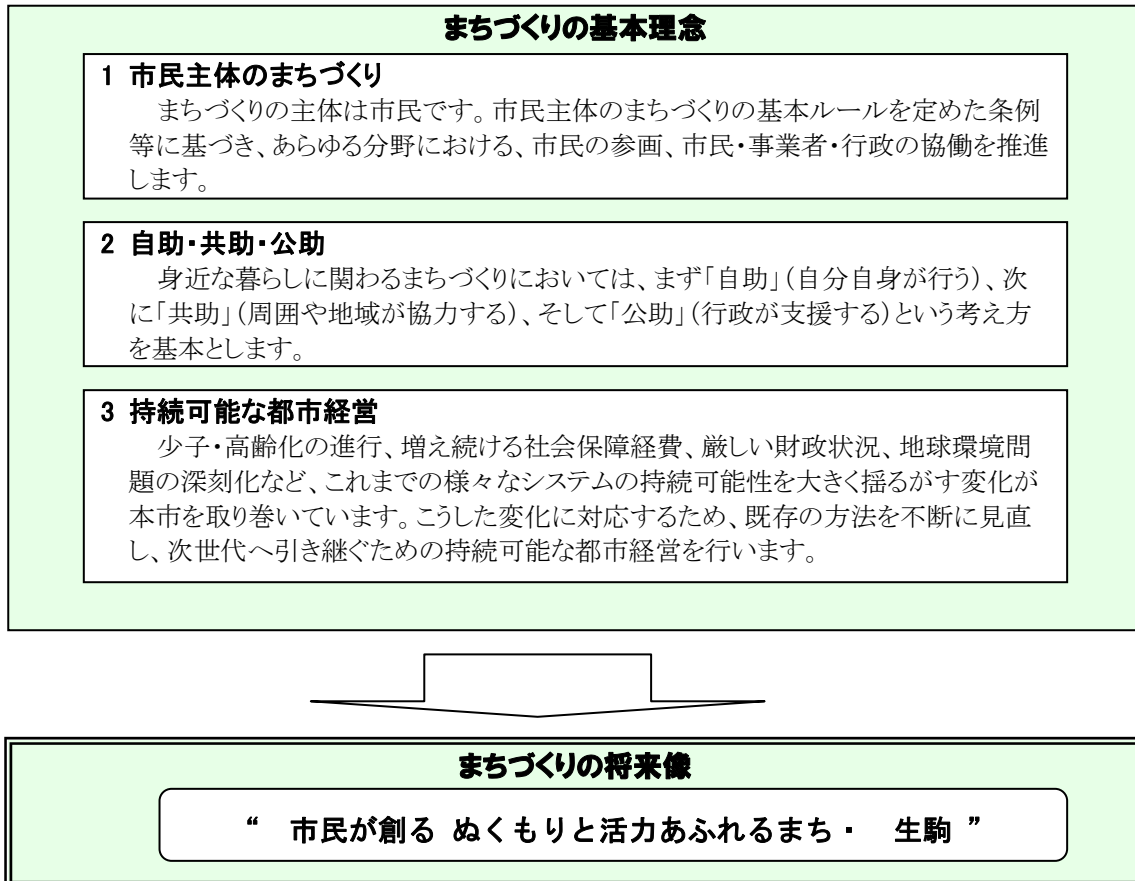 まちづくりの基本理念
1 市民主体のまちづくり
まちづくりの主体は市民です。市民主体のまちづくりの基本ルールを定めた条例
等に基づき、あらゆる分野における、市民の参画、市民・事業者・行政の協働を推進
します。
2 自助・共助・公助
身近な暮らしに関わるまちづくりにおいては、まず「自助」(自分自身が行う)、次
に「共助」(周囲や地域が協力する)、そして「公助」(行政が支援する)という考え方
を基本とします。
3 持続可能な都市経営
少子・高齢化の進行、増え続ける社会保障経費、厳しい財政状況、地球環境問
題の深刻化など、これまでの様々なシステムの持続可能性を大きく揺るがす変化が
本市を取り巻いています。こうした変化に対応するため、既存の方法を不断に見直
し、次世代へ引き継ぐための持続可能な都市経営を行います。
まちづくりの将来像
“ 市民が創る ぬくもりと活力あふれるまち・ 生駒 ”